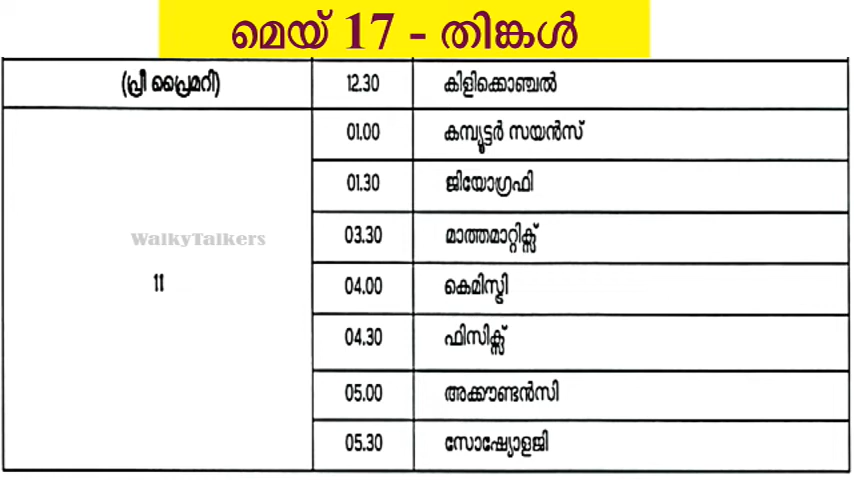 മെയ് 17 - തിങ്കൾ
(പ്രീ പ്രൈമറി) 12.30 കിളിക്കൊഞ്ചൽ
01.00 കമ്പ്യൂട്ടർ സയൻസ്
01.30 ജിയോഗ്രഫി
WalkyTalkers
03.30 മാത്തമാറ്റിക്സ്
11
04.00 കെമിസ്ട്രി
04.30 ഫിസിക്സ്
05.00 അക്കൗണ്ടൻസി
05.30 സോഷ്യോളജി